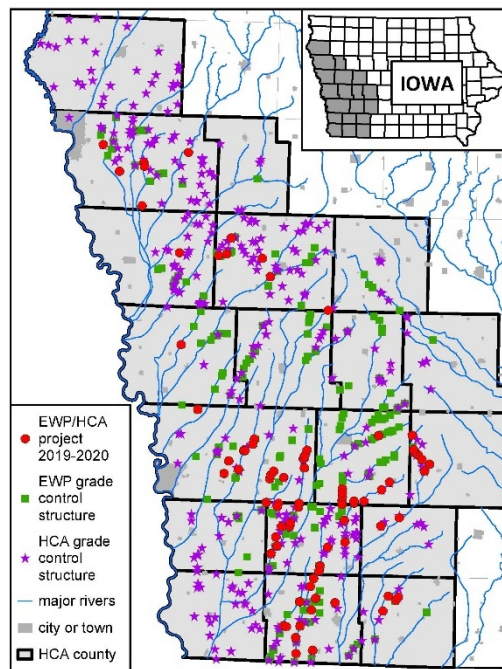 IOWA
EWP/HCA
project
2019-2020
EWP grade
control
structure
HCA grade
control
structure
major rivers
city or town
HCA county